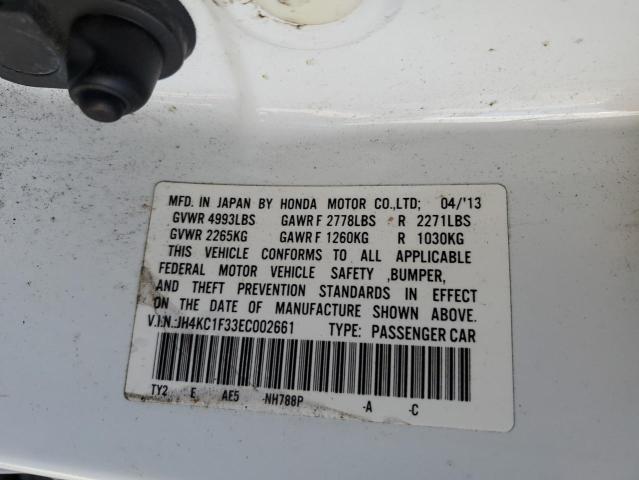 MFD. IN JAPAN BY HONDA MOTOR CO.,LTD; 04/'13
GVWR 4993LBS GAWR F 2778LBS R 2271LBS
GVWR 2265KG GAWR F 1260KG R 1030KG
THIS VEHICLE CONFORMS TO ALL APPLICABLE
FEDERAL MOTOR VEHICLE SAFETY ,BUMPER,
AND THEFT PREVENTION STANDARDS IN EFFECT
ON THE DATE OF MANUFACTURE SHOWN ABOVE.
V.I.N.:JH4KC1F33EC002661 TYPE: PASSENGER CAR
TY2 E AE5 -NH788P -A -C